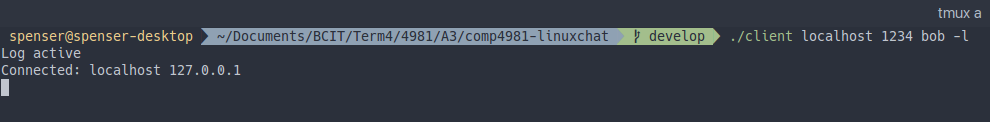 tmux a
spenser@spenser-desktop ~/Documents/BCIT/Term4/4981/A3/comp4981-linuxchat develop ./client localhost 1234 bob -l
Log active
Connected: localhost 127.0.0.1